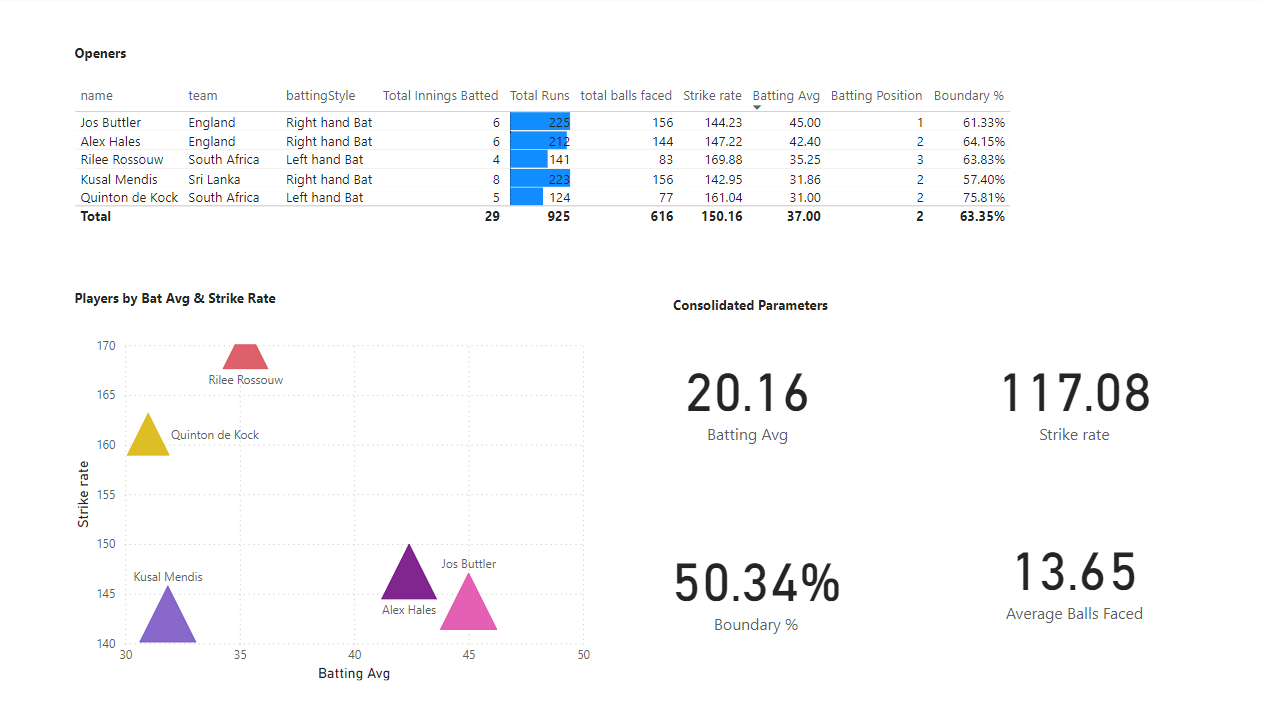 Openers
name team battingStyle Total Innings Batted Total Runs total balls faced Strike rate Batting Avg Batting Position Boundary %
Jos Buttler England Right hand Bat 6 225 156 144.23 45.00 1 61.33%
Alex Hales England Right hand Bat 6 212 144 147.22 42.40 2 64.15%
Rilee Rossouw South Africa Left hand Bat 4 141 83 169.88 35.25 3 63.83%
Kusal Mendis Sri Lanka Right hand Bat 8 223 156 142.95 31.86 2 57.40%
Quinton de Kock South Africa Left hand Bat 5 124 77 161.04 31.00 2 75.81%
Total 29 925 616 150.16 37.00 2 63.35%
Players by Bat Avg & Strike Rate
170
165
160
155
150
145
140
Strike rate
Rilee Rossouw
Quinton de Kock
Jos Buttler
Kusal Mendis
Alex Hales
30 35 40 45 50
Batting Avg
Consolidated Parameters
20.16
Batting Avg
117.08
Strike rate
50.34%
Boundary %
13.65
Average Balls Faced